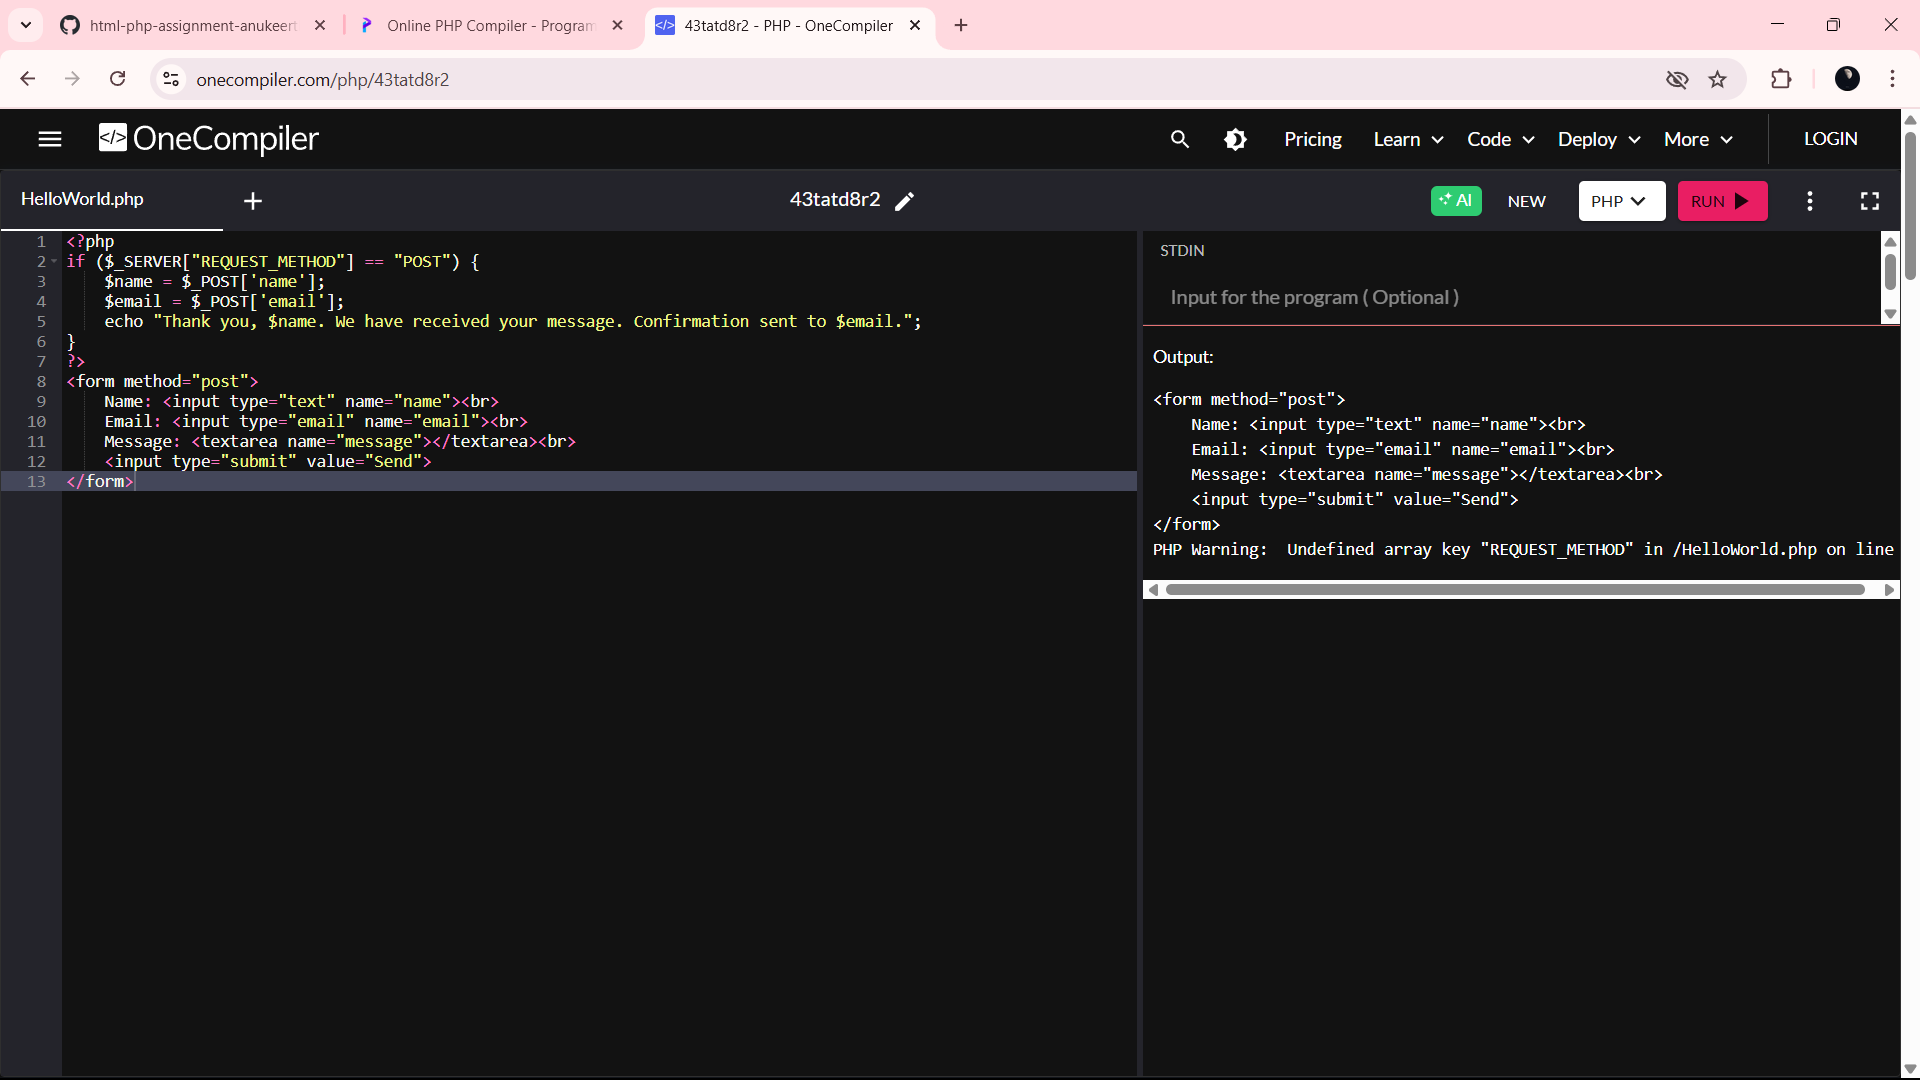 html-php-assignment-anukeert
Online PHP Compiler - Program
43tatd8r2 - PHP - OneCompiler
onecompiler.com/php/43tatd8r2
</> OneCompiler
Pricing
Learn
Code
Deploy
More
LOGIN
HelloWorld.php
43tatd8r2
AI
NEW
PHP
RUN
1 <?php
2 if ($_SERVER["REQUEST_METHOD"] == "POST") {
3     $name = $_POST['name'];
4     $email = $_POST['email'];
5     echo "Thank you, $name. We have received your message. Confirmation sent to $email.";
6 }
7 ?>
8 <form method="post">
9     Name: <input type="text" name="name"><br>
10     Email: <input type="email" name="email"><br>
11     Message: <textarea name="message"></textarea><br>
12     <input type="submit" value="Send">
13 </form>
STDIN
Input for the program ( Optional )
Output:
<form method="post">
    Name: <input type="text" name="name"><br>
    Email: <input type="email" name="email"><br>
    Message: <textarea name="message"></textarea><br>
    <input type="submit" value="Send">
</form>
PHP Warning:  Undefined array key "REQUEST_METHOD" in /HelloWorld.php on line